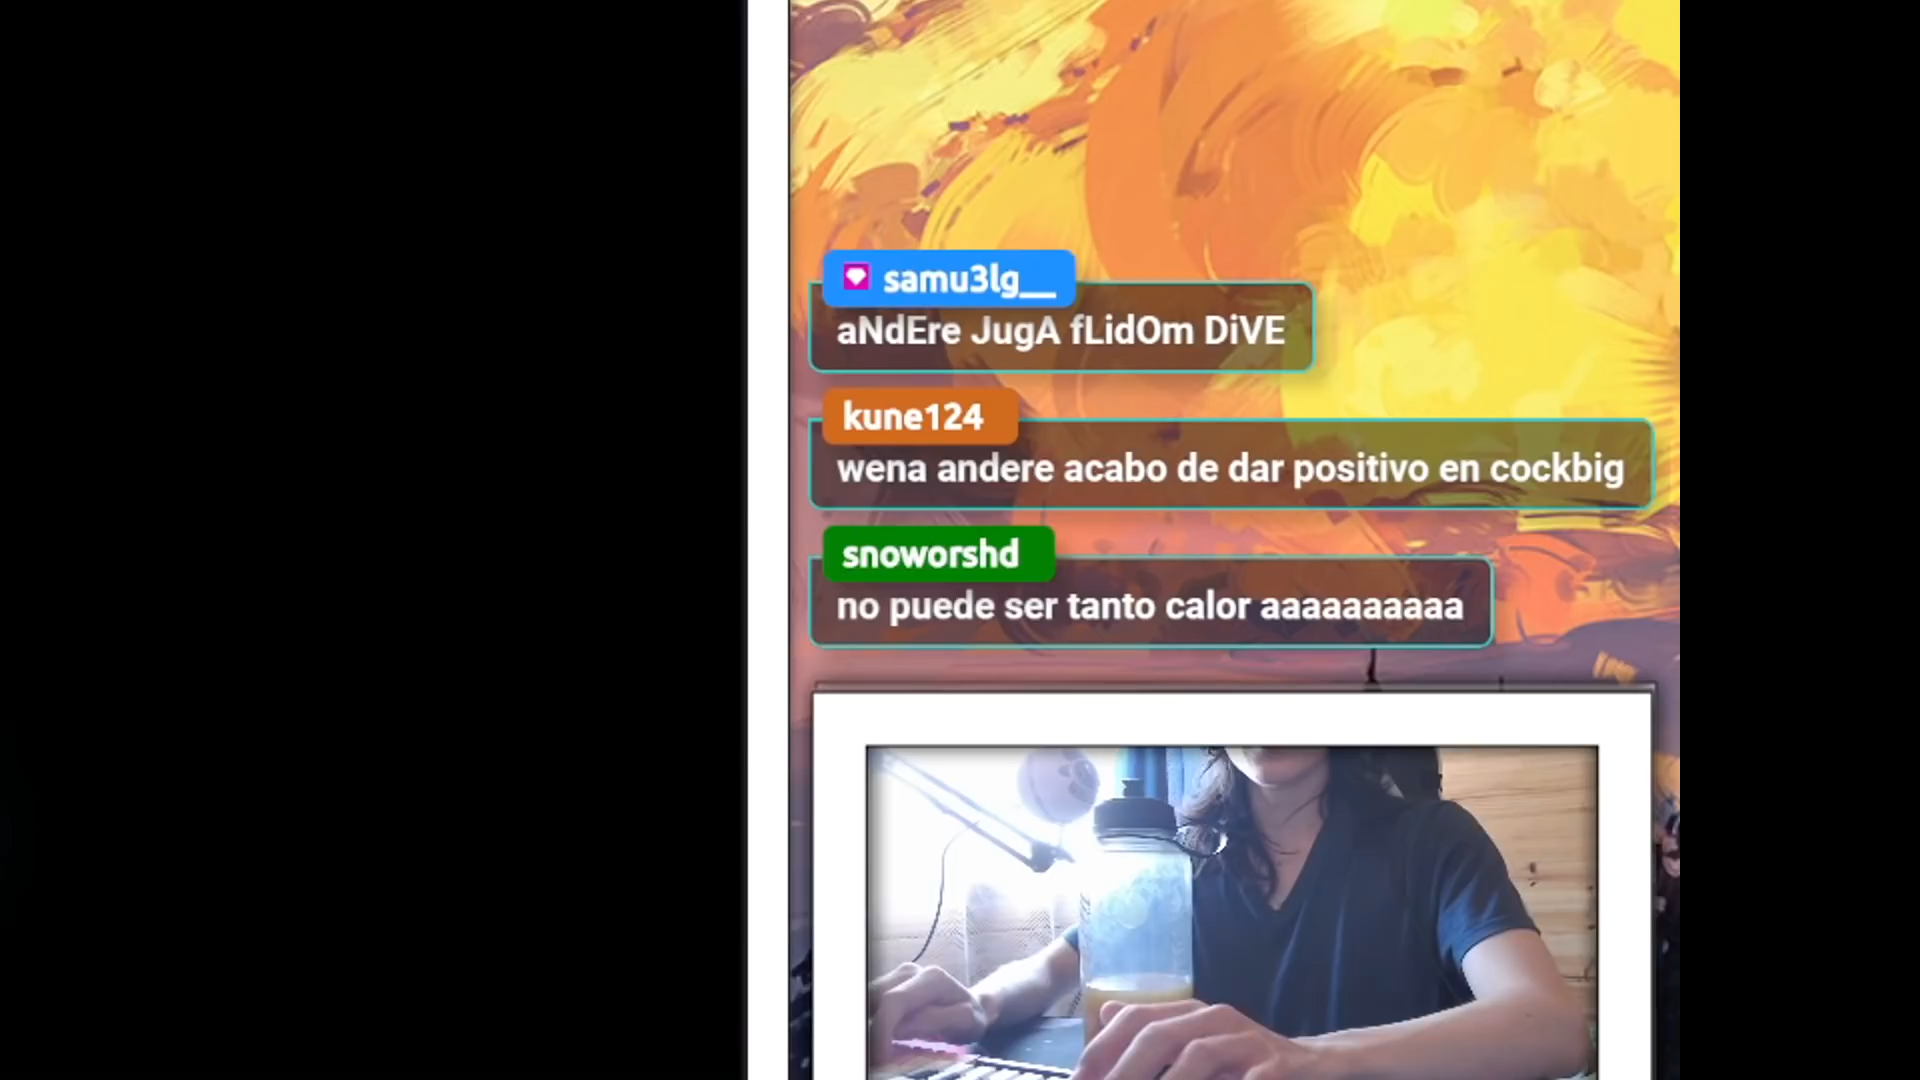 samu3lg__
aNdEre JugA fLidOm DiVE
kune124
wena andere acabo de dar positivo en cockbig
snoworshd
no puede ser tanto calor aaaaaaaaaa